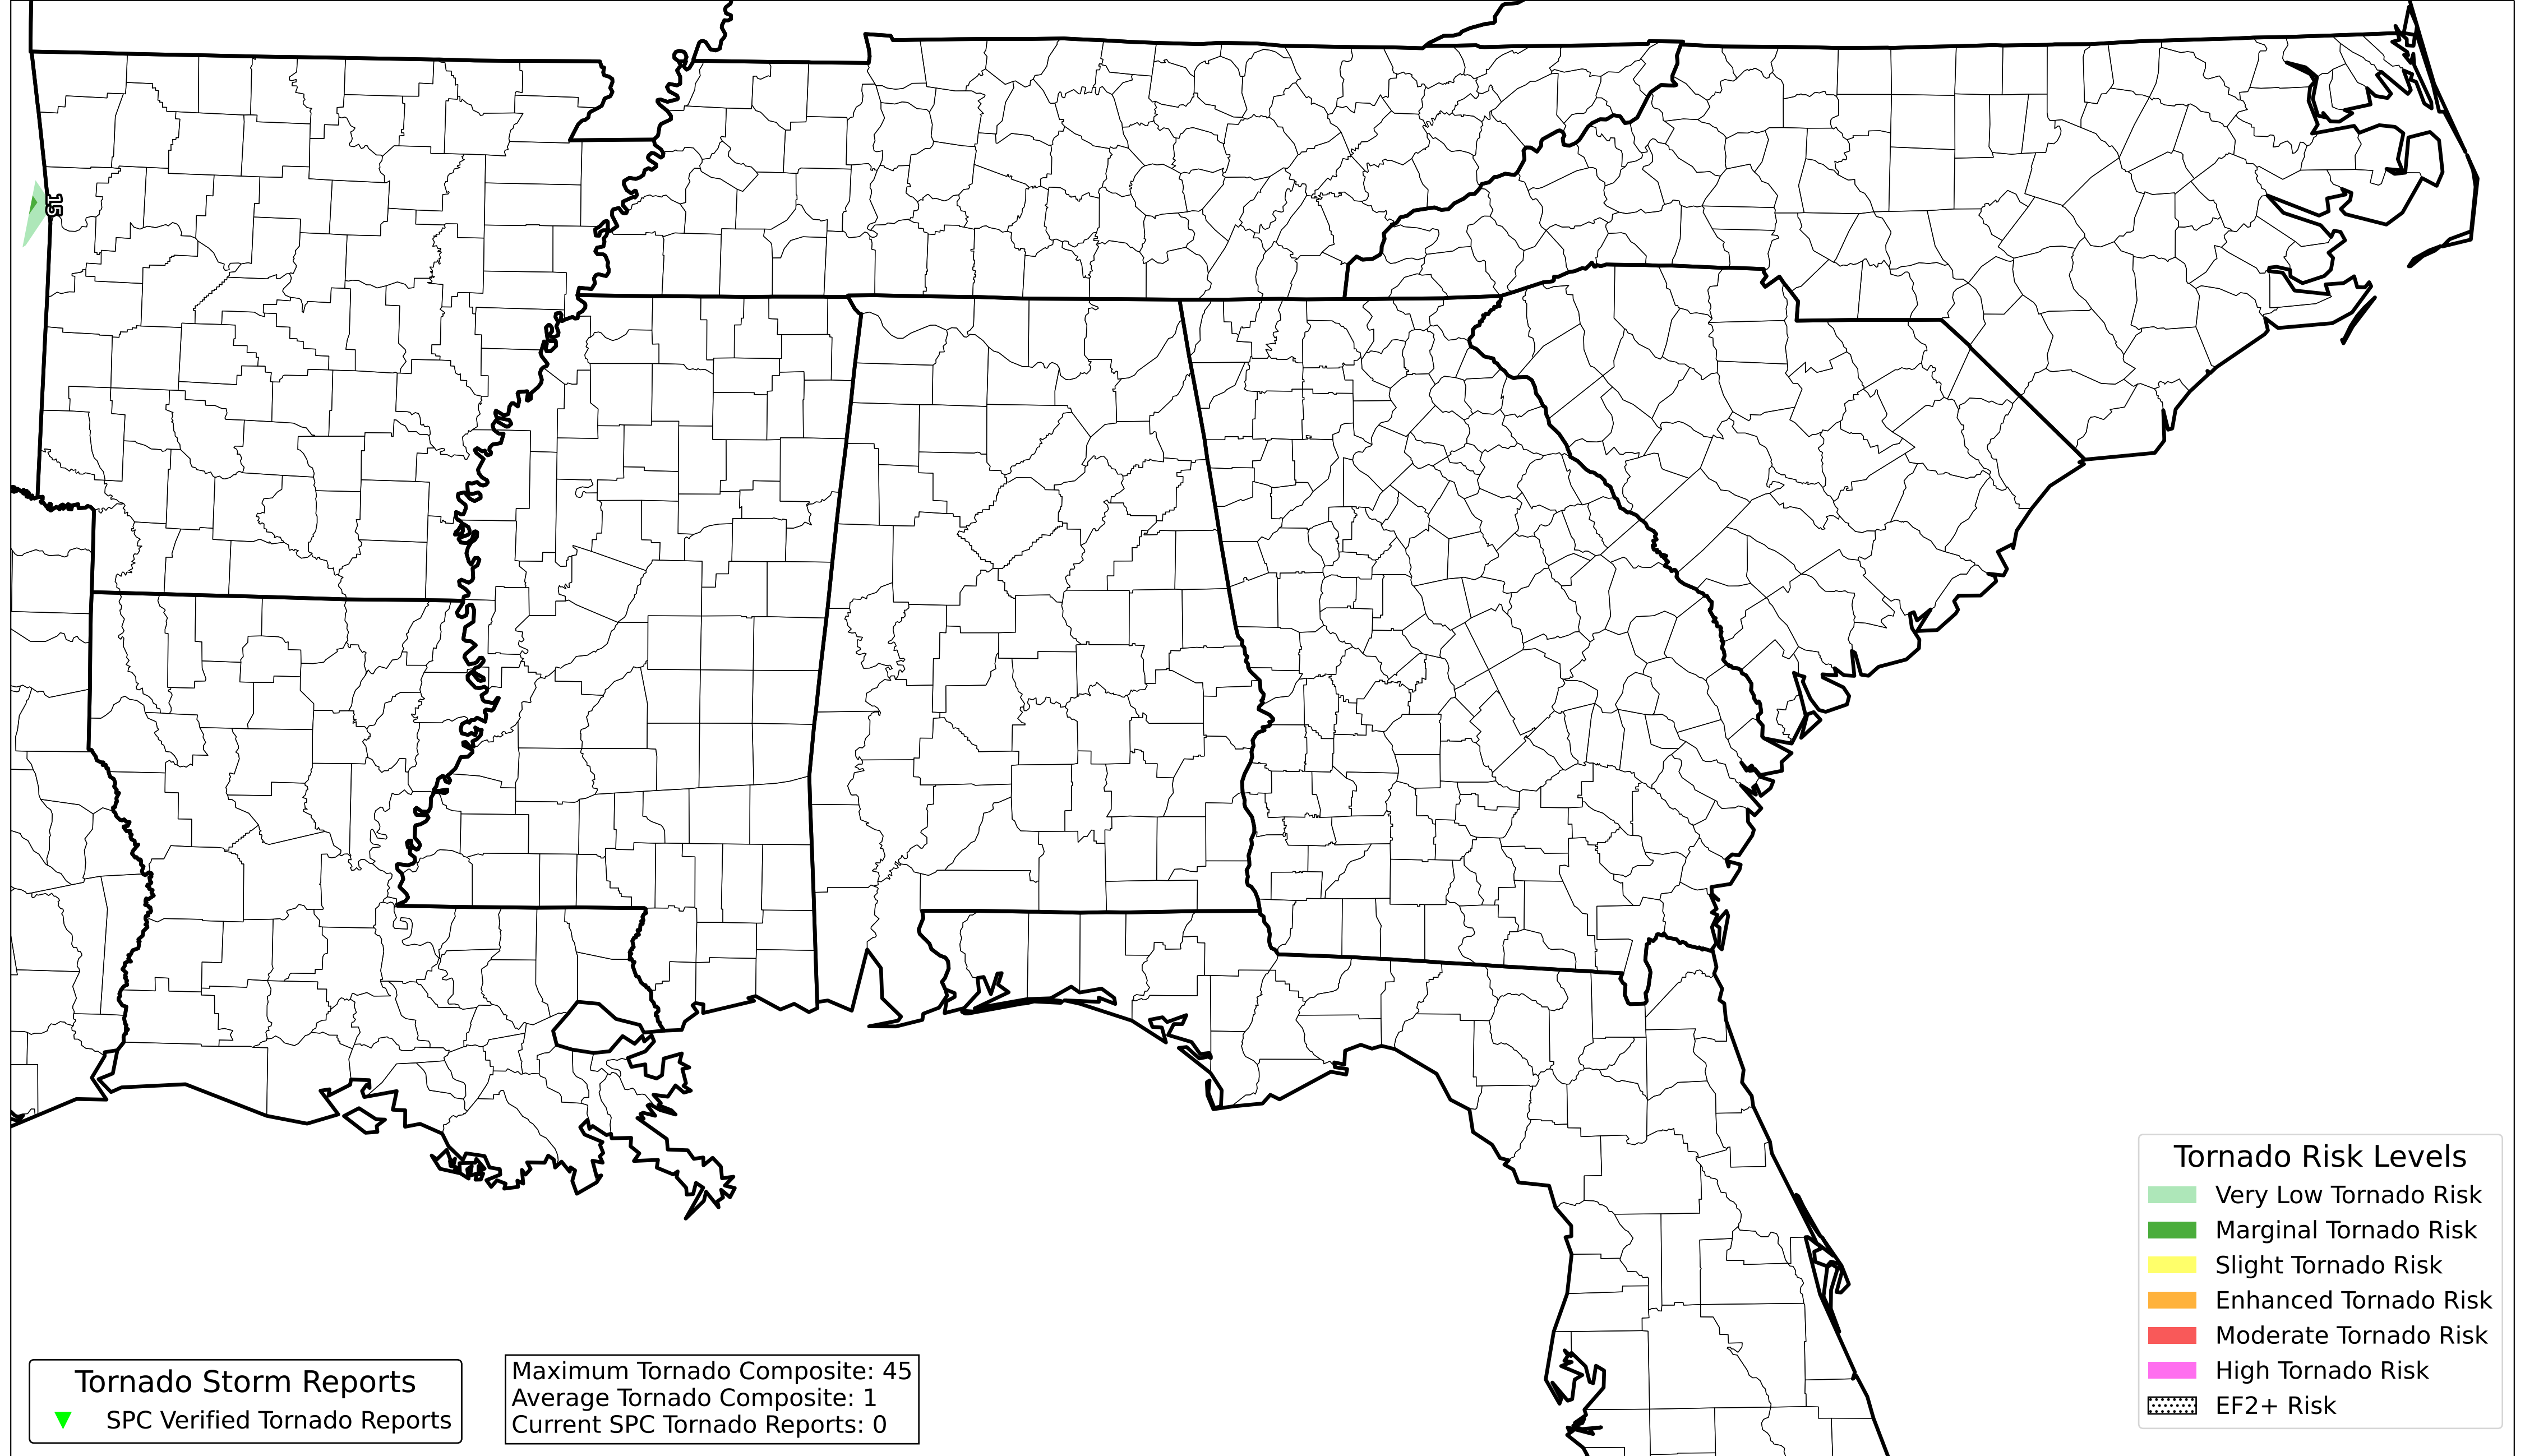 15
Tornado Risk Levels
Very Low Tornado Risk
Marginal Tornado Risk
Slight Tornado Risk
Enhanced Tornado Risk
Moderate Tornado Risk
High Tornado Risk
EF2+ Risk
Tornado Storm Reports
SPC Verified Tornado Reports
Maximum Tornado Composite: 45
Average Tornado Composite: 1
Current SPC Tornado Reports: 0